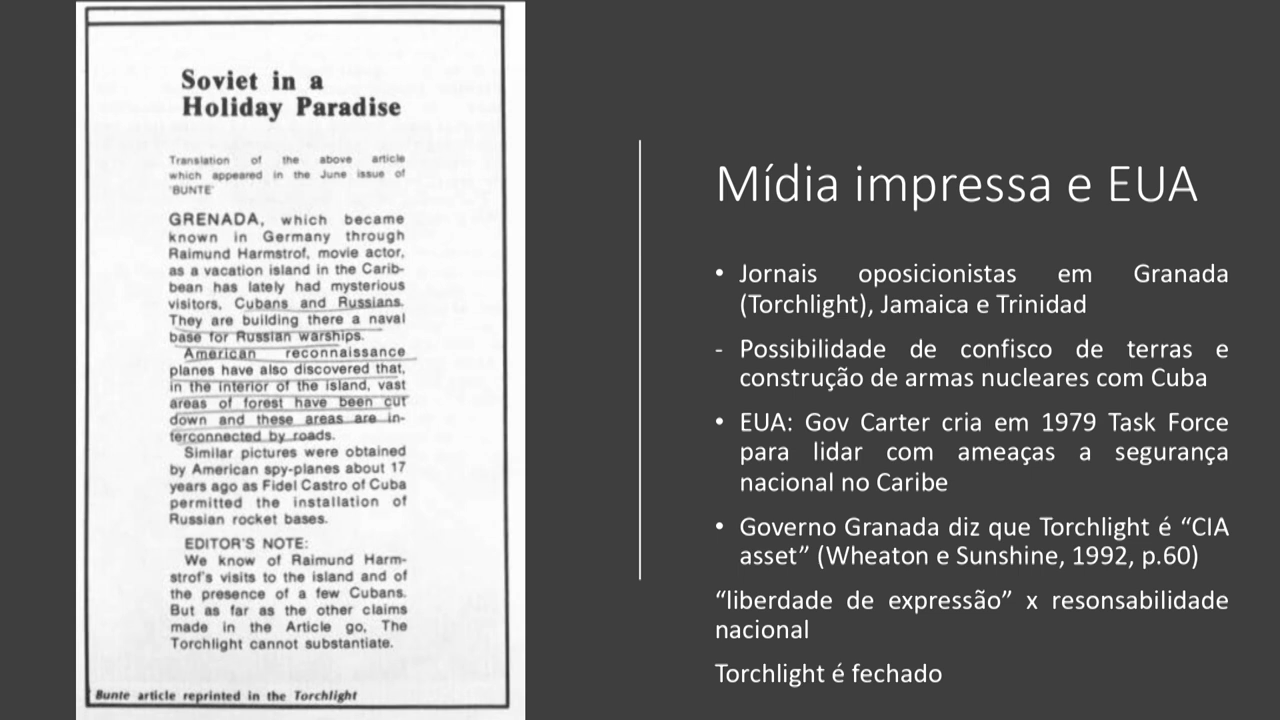 Soviet in a
Holiday Paradise
Translation of the above article
which appeared in the June issue of
'BUNTE'
GRENADA, which became
known in Germany through
Raimund Harmstrof, movie actor,
as a vacation island in the Carib-
bean has lately had mysterious
visitors, Cubans and Russians.
They are building there a naval
base for Russian warships.
American reconnaissance
planes have also discovered that,
in the interior of the island, vast
areas of forest have been cut
down and these areas are in-
terconnected by roads.
Similar pictures were obtained
by American spy-planes about 17
years ago as Fidel Castro of Cuba
permitted the installation of
Russian rocket bases.
EDITOR'S NOTE:
We know of Raimund Harm-
strof's visits to the island and of
the presence of a few Cubans.
But as far as the other claims
made in the Article go, The
Torchlight cannot substantiate.
Bunte article reprinted in the Torchlight
Mídia impressa e EUA
• Jornais oposicionistas em Granada
(Torchlight), Jamaica e Trinidad
- Possibilidade de confisco de terras e
construção de armas nucleares com Cuba
• EUA: Gov Carter cria em 1979 Task Force
para lidar com ameaças a segurança
nacional no Caribe
• Governo Granada diz que Torchlight é “CIA
asset” (Wheaton e Sunshine, 1992, p.60)
“liberdade de expressão” x resonsabilidade
nacional
Torchlight é fechado